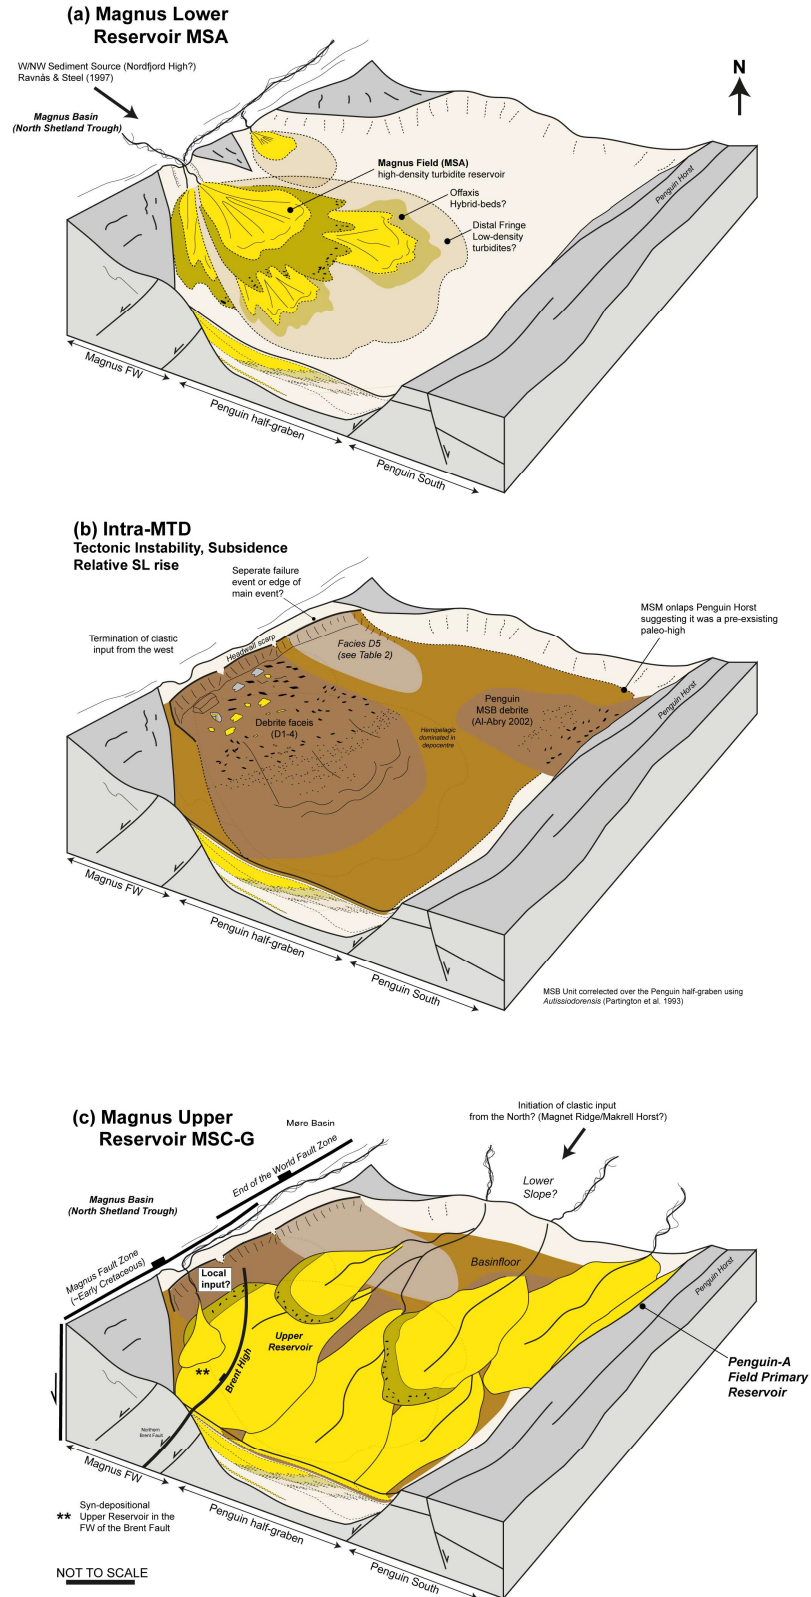 (a) Magnus Lower
Reservoir MSA
W/NW Sediment Source (Nordfjord High?)
Ravnås & Steel (1997)
Magnus Basin
(North Shetland Trough)
N
Magnus Field (MSA)
high-density turbidite reservoir
Offaxis
Hybrid-beds?
Distal Fringe
Low-density
turbidites?
Penguin Horst
Magnus FW
Penguin half-graben
Penguin South
(b) Intra-MTD
Tectonic Instability, Subsidence
Relative SL rise
Seperate failure
event or edge of
main event?
Termination of clastic
input from the west
Headwall scarp
Facies D5
(see Table 2)
MSM onlaps Penguin Horst
suggesting it was a pre-exsisting
paleo-high
Debrite faceis
(D1-4)
Penguin
MSB debrite
(Al-Abry 2002)
Hemipelagic
dominated in
depocentre
Penguin Horst
Magnus FW
Penguin half-graben
Penguin South
MSB Unit correlected over the Penguin half-graben using
Autissiodorensis (Partington et al. 1993)
(c) Magnus Upper
Reservoir MSC-G
Møre Basin
Initiation of clastic input
from the North? (Magnet Ridge/Makrell Horst?)
End of the World Fault Zone
Magnus Basin
(North Shetland Trough)
Lower
Slope?
Magnus Fault Zone
(~Early Cretaceous)
Local
input?
Basinfloor
Upper
Reservoir
Brent High
**
Penguin Horst
Penguin-A
Field Primary
Reservoir
Northern
Brent Fault
Magnus FW
Penguin half-graben
Penguin South
** Syn-depositional
Upper Reservoir in the
FW of the Brent Fault
NOT TO SCALE